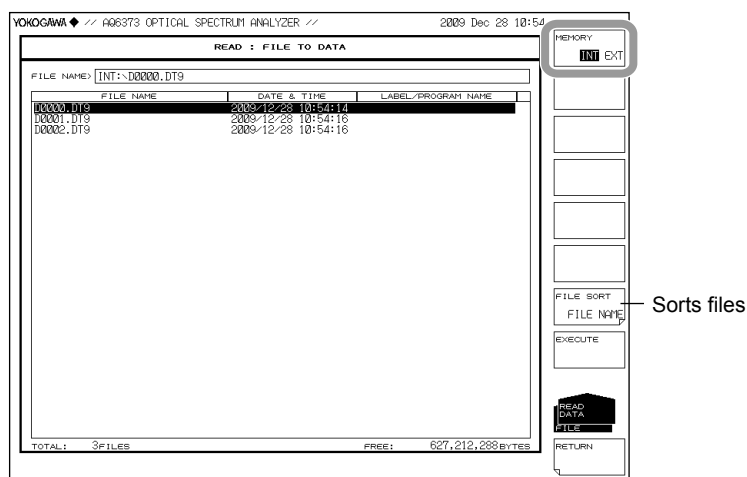 YOKOGAWA ◆ // AQ6373 OPTICAL SPECTRUM ANALYZER // 2009 Dec 28 10:54
READ : FILE TO DATA
FILE NAME> INT:\D0000.DT9
FILE NAME DATE & TIME LABEL/PROGRAM NAME
D0000.DT9 2009/12/28 10:54:14
D0001.DT9 2009/12/28 10:54:16
D0002.DT9 2009/12/28 10:54:16
TOTAL: 3FILES FREE: 627,212,288 BYTES
MEMORY
INT EXT
FILE SORT
FILE NAME
Sorts files
EXECUTE
READ
DATA
FILE
RETURN